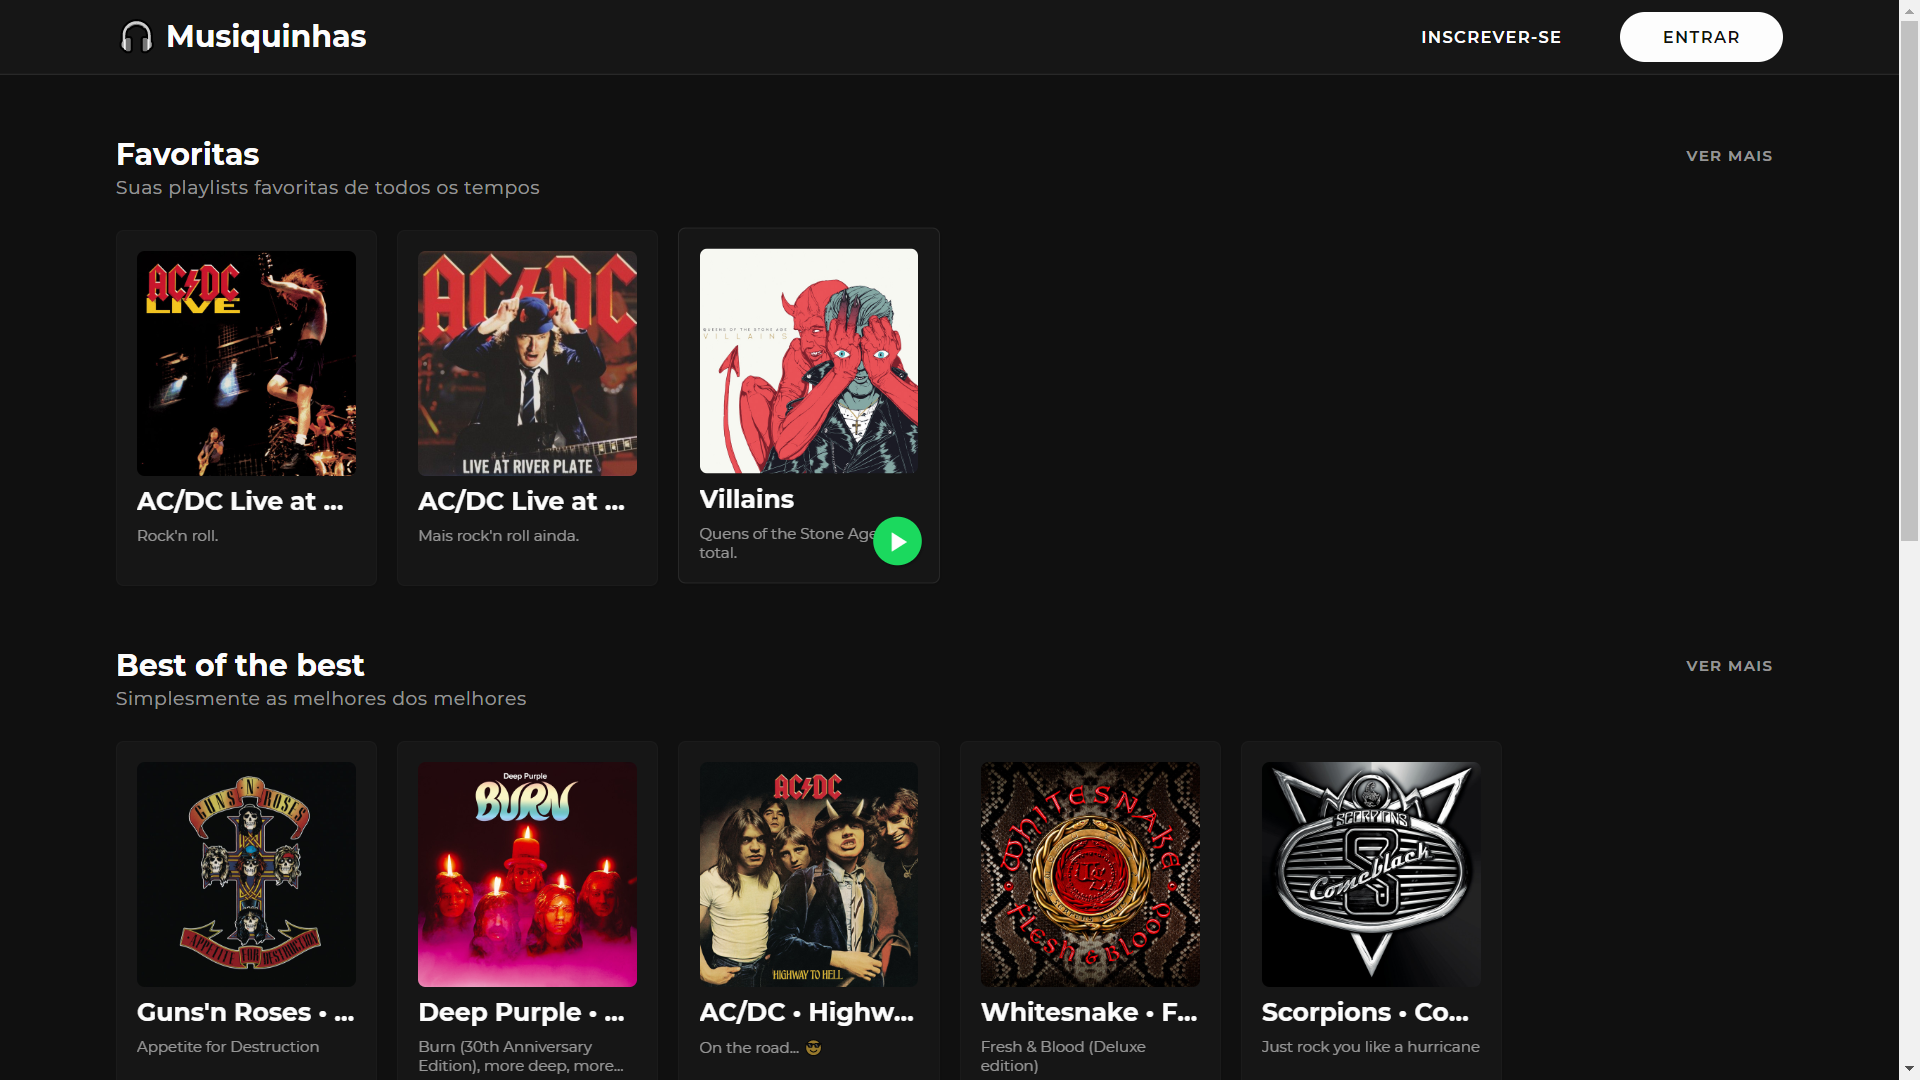 Musiquinhas
INSCREVER-SE
ENTRAR
Favoritas
VER MAIS
Suas playlists favoritas de todos os tempos
AC/DC
LIVE
AC/DC
LIVE AT RIVER PLATE
QUEENS OF THE STONE AGE
VILLAINS
AC/DC Live at ...
AC/DC Live at ...
Villains
Rock'n roll.
Mais rock'n roll ainda.
Quens of the Stone Age
total.
Best of the best
VER MAIS
Simplesmente as melhores dos melhores
GUNS N' ROSES
APPETITE FOR DESTRUCTION
Deep Purple
BURN
AC/DC
HIGHWAY TO HELL
WHITESNAKE
Flesh & Blood
SCORPIONS
Comeblack
Guns'n Roses • ...
Deep Purple • ...
AC/DC • Highw...
Whitesnake • F...
Scorpions • Co...
Appetite for Destruction
Burn (30th Anniversary
Edition), more deep, more...
On the road... 😎
Fresh & Blood (Deluxe
edition)
Just rock you like a hurricane